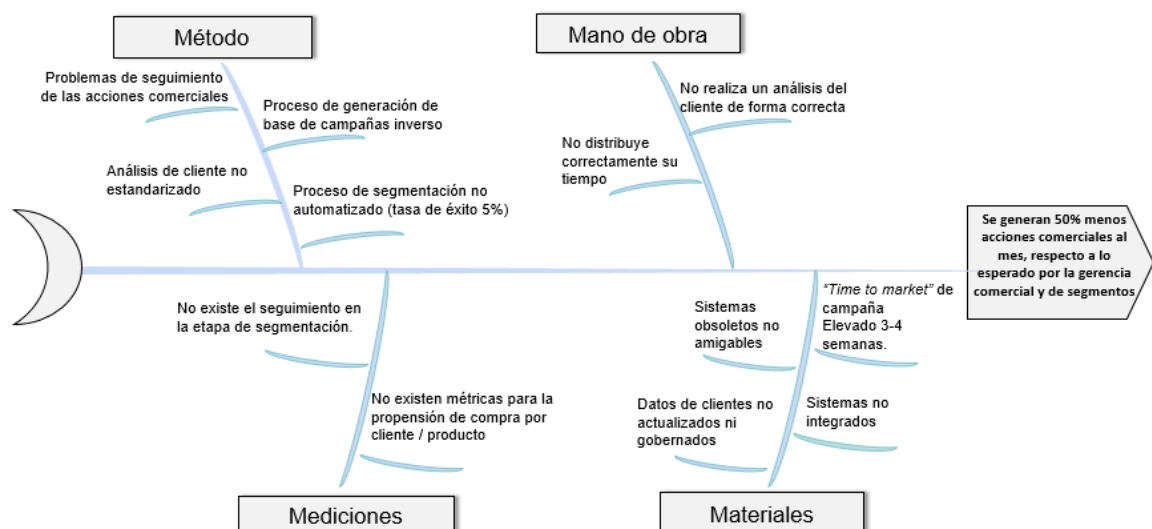 Método
Problemas de seguimiento
de las acciones comerciales
Proceso de generación de
base de campañas inverso
Análisis de cliente no
estandarizado
Proceso de segmentación no
automatizado (tasa de éxito 5%)
Mano de obra
No realiza un análisis del
cliente de forma correcta
No distribuye
correctamente su
tiempo
Se generan 50% menos
acciones comerciales al
mes, respecto a lo
esperado por la gerencia
comercial y de segmentos
No existe el seguimiento en
la etapa de segmentación.
No existen métricas para la
propensión de compra por
cliente / producto
Mediciones
Sistemas
obsoletos no
amigables
“Time to market” de
campaña
Elevado 3-4
semanas.
Datos de clientes no
actualizados ni
gobernados
Sistemas no
integrados
Materiales